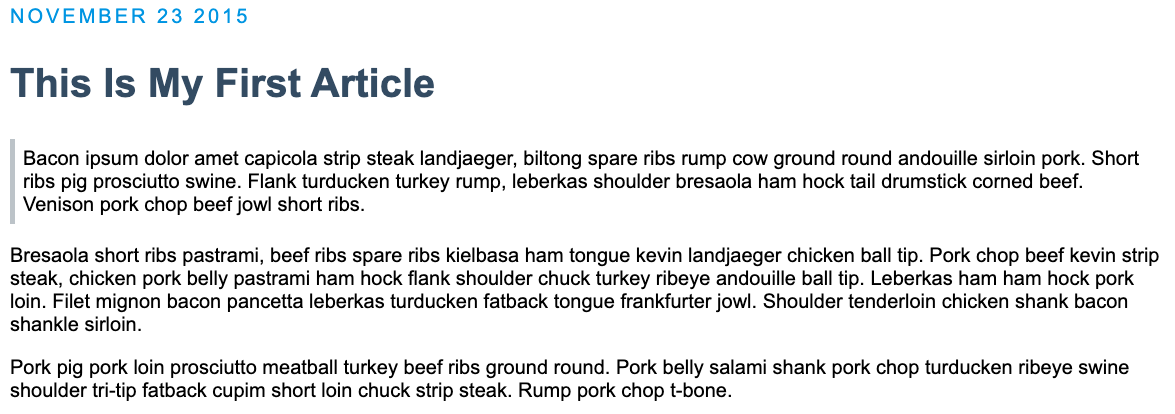 NOVEMBER 23 2015
This Is My First Article
Bacon ipsum dolor amet capicola strip steak landjaeger, biltong spare ribs rump cow ground round andouille sirloin pork. Short
ribs pig prosciutto swine. Flank turducken turkey rump, leberkas shoulder bresaola ham hock tail drumstick corned beef.
Venison pork chop beef jowl short ribs.
Bresaola short ribs pastrami, beef ribs spare ribs kielbasa ham tongue kevin landjaeger chicken ball tip. Pork chop beef kevin strip
steak, chicken pork belly pastrami ham hock flank shoulder chuck turkey ribeye andouille ball tip. Leberkas ham ham hock pork
loin. Filet mignon bacon pancetta leberkas turducken fatback tongue frankfurter jowl. Shoulder tenderloin chicken shank bacon
shankle sirloin.
Pork pig pork loin prosciutto meatball turkey beef ribs ground round. Pork belly salami shank pork chop turducken ribeye swine
shoulder tri-tip fatback cupim short loin chuck strip steak. Rump pork chop t-bone.